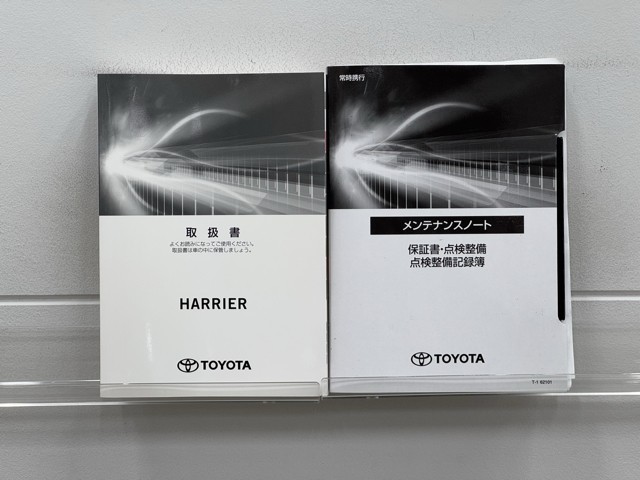 取扱書
よくお読みになってご使用ください。
取扱書は車の中に保管しましょう。
HARRIER
TOYOTA
常時携行
メンテナンスノート
保証書・点検整備
点検整備記録簿
TOYOTA
T-1 62101